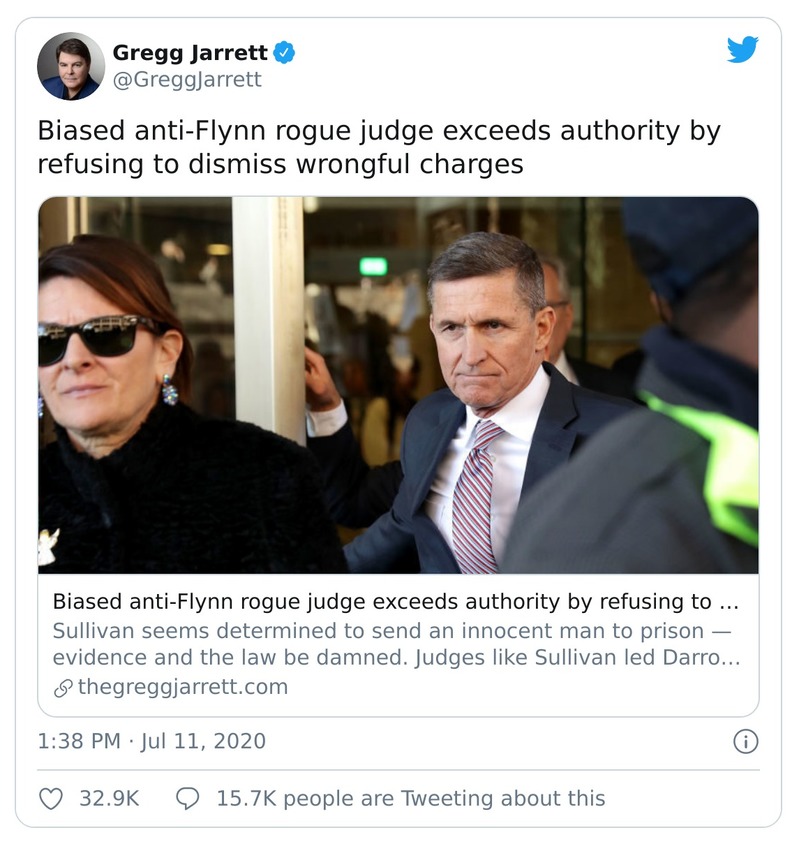 Gregg Jarrett
@GreggJarrett
Biased anti-Flynn rogue judge exceeds authority by
refusing to dismiss wrongful charges
Biased anti-Flynn rogue judge exceeds authority by refusing to ...
Sullivan seems determined to send an innocent man to prison —
evidence and the law be damned. Judges like Sullivan led Darro...
thegreggjarrett.com
1:38 PM · Jul 11, 2020
32.9K 15.7K people are Tweeting about this